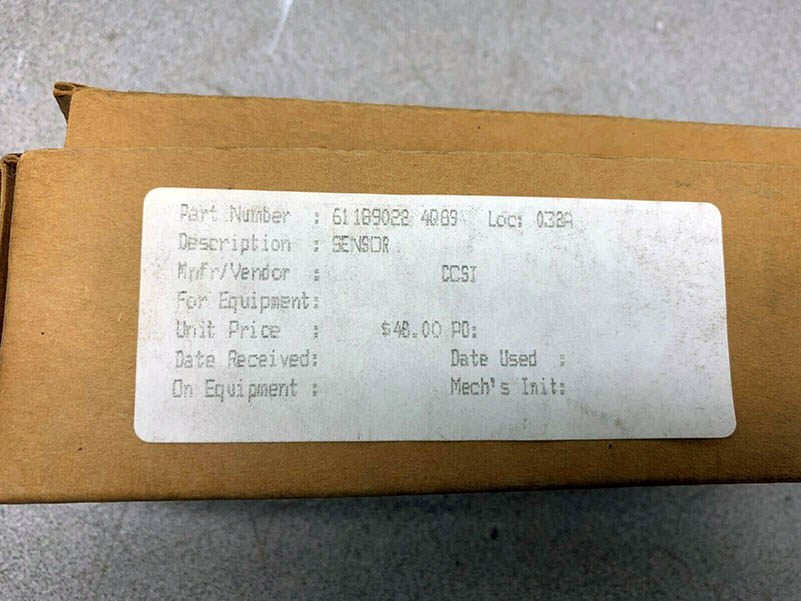 Part Number : 61189028 4089 Loc: 038A
Description : SENSOR
Mnfr/Vendor : CCSI
For Equipment:
Unit Price : $48.00 PO:
Date Received: Date Used :
On Equipment : Mech's Init: